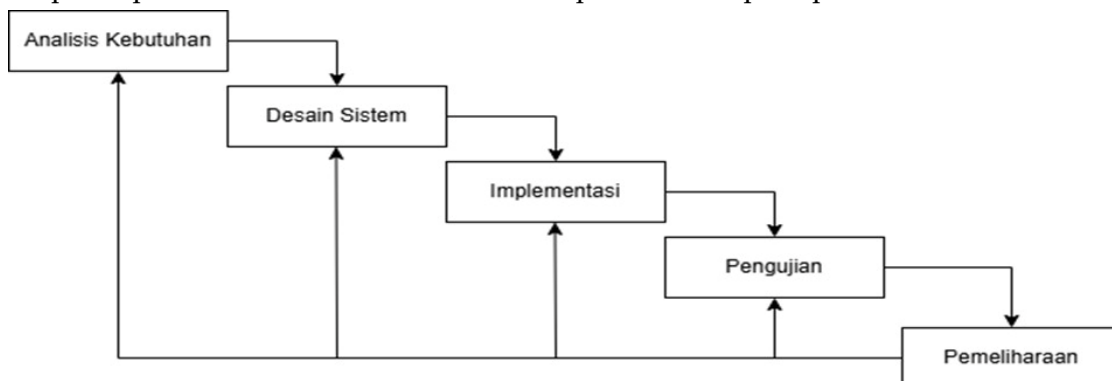 Analisis Kebutuhan
Desain Sistem
Implementasi
Pengujian
Pemeliharaan